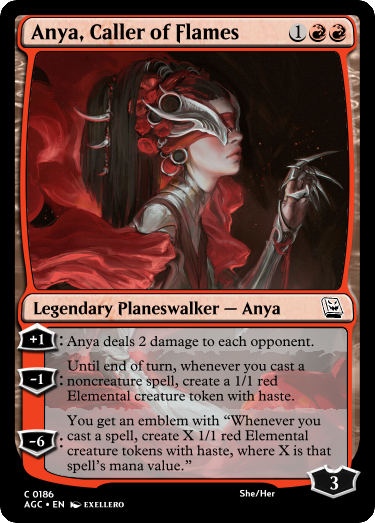 Anya, Caller of Flames 1
Legendary Planeswalker — Anya
+1: Anya deals 2 damage to each opponent.
Until end of turn, whenever you cast a
-1: noncreature spell, create a 1/1 red
Elemental creature token with haste.
You get an emblem with “Whenever you
-6: cast a spell, create X 1/1 red Elemental
creature tokens with haste, where X is that
spell's mana value.”
3
C 0186 She/Her
AGC • EN EXELLERO